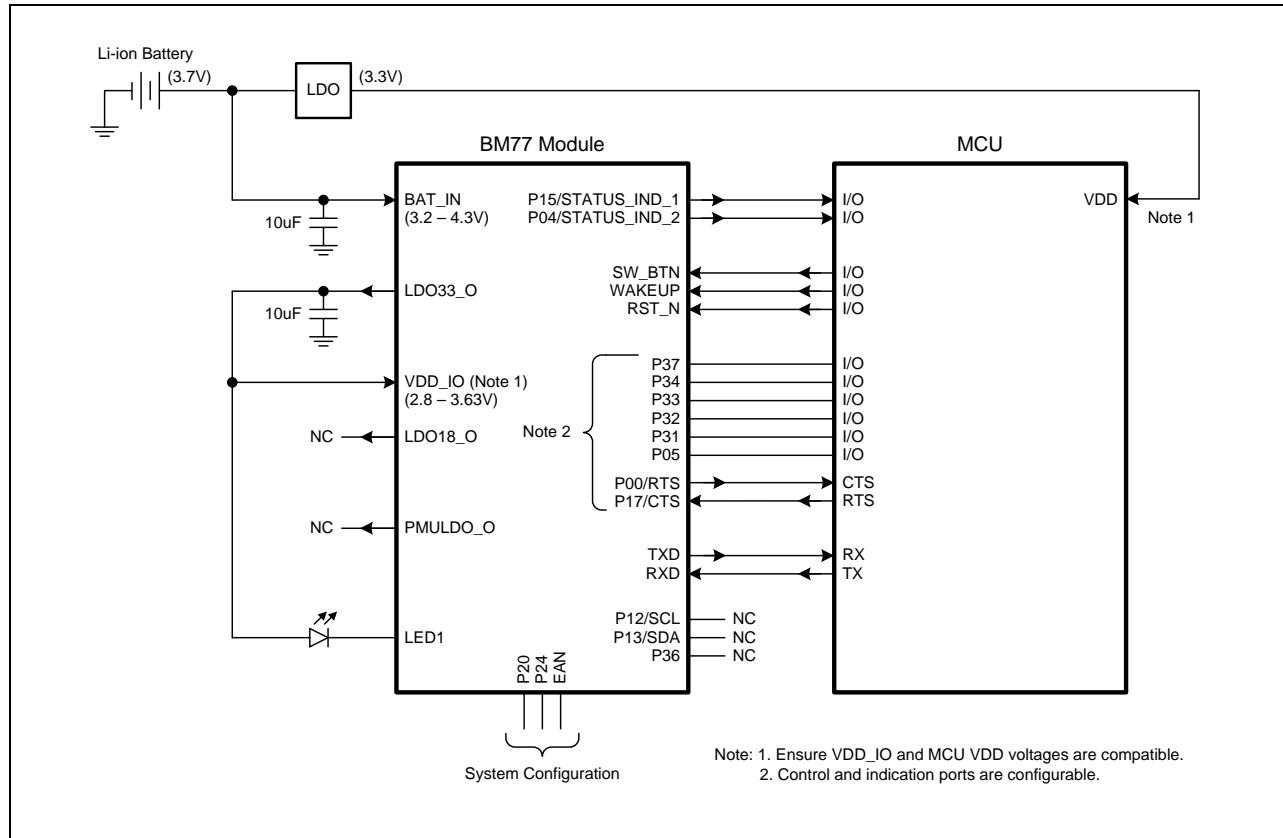 Li-ion Battery
(3.7V)
LDO
(3.3V)
BM77 Module
MCU
BAT_IN
(3.2 – 4.3V)
10uF
LDO33_O
10uF
VDD_IO (Note 1)
(2.8 – 3.63V)
NC
LDO18_O
NC
PMULDO_O
LED1
P15/STATUS_IND_1
P04/STATUS_IND_2
SW_BTN
WAKEUP
RST_N
Note 2
P37
P34
P33
P32
P31
P05
P00/RTS
P17/CTS
TXD
RXD
P12/SCL
NC
P13/SDA
NC
P36
NC
I/O
I/O
I/O
I/O
I/O
I/O
I/O
I/O
I/O
I/O
I/O
CTS
RTS
RX
TX
VDD
Note 1
P20
P24
EAN
System Configuration
Note: 1. Ensure VDD_IO and MCU VDD voltages are compatible.
2. Control and indication ports are configurable.